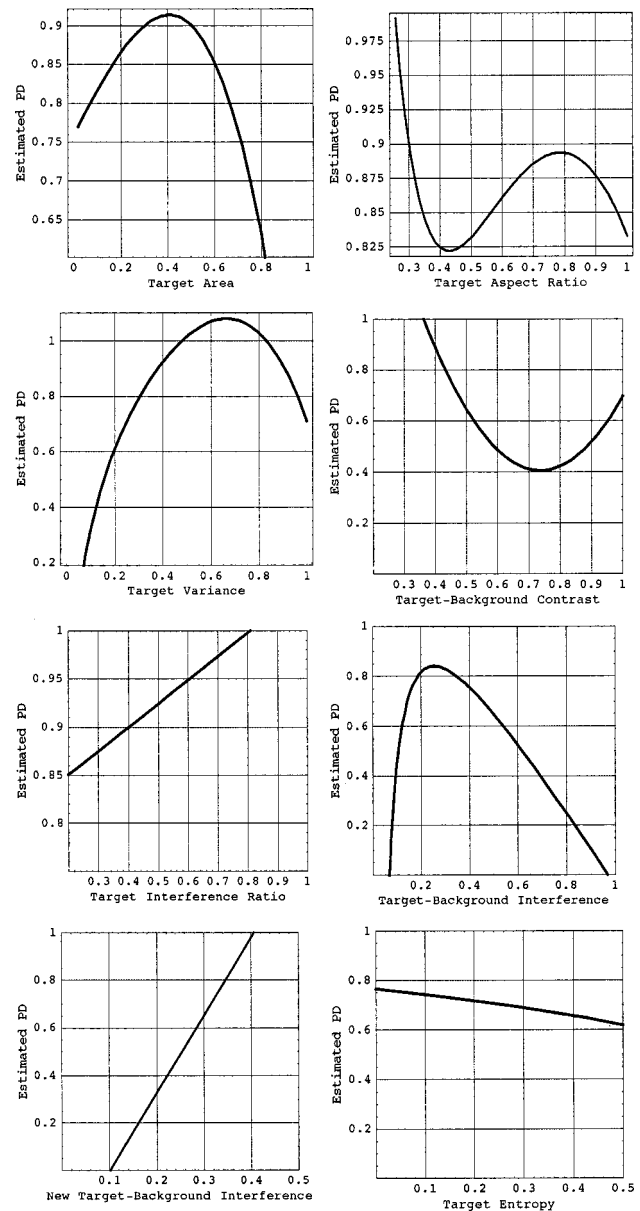 Estimated PD
0.9
0.85
0.8
0.75
0.7
0.65
0 0.2 0.4 0.6 0.8 1
Target Area
Estimated PD
0.975
0.95
0.925
0.9
0.875
0.85
0.825
0.3 0.4 0.5 0.6 0.7 0.8 0.9 1
Target Aspect Ratio
Estimated PD
1
0.8
0.6
0.4
0.2
0 0.2 0.4 0.6 0.8 1
Target Variance
Estimated PD
1
0.8
0.6
0.4
0.2
0.3 0.4 0.5 0.6 0.7 0.8 0.9 1
Target-Background Contrast
Estimated PD
1
0.95
0.9
0.85
0.8
0.3 0.4 0.5 0.6 0.7 0.8 0.9 1
Target Interference Ratio
Estimated PD
1
0.8
0.6
0.4
0.2
0.2 0.4 0.6 0.8 1
Target-Background Interference
Estimated PD
1
0.8
0.6
0.4
0.2
0.1 0.2 0.3 0.4 0.5
New Target-Background Interference
Estimated PD
1
0.8
0.6
0.4
0.2
0.1 0.2 0.3 0.4 0.5
Target Entropy